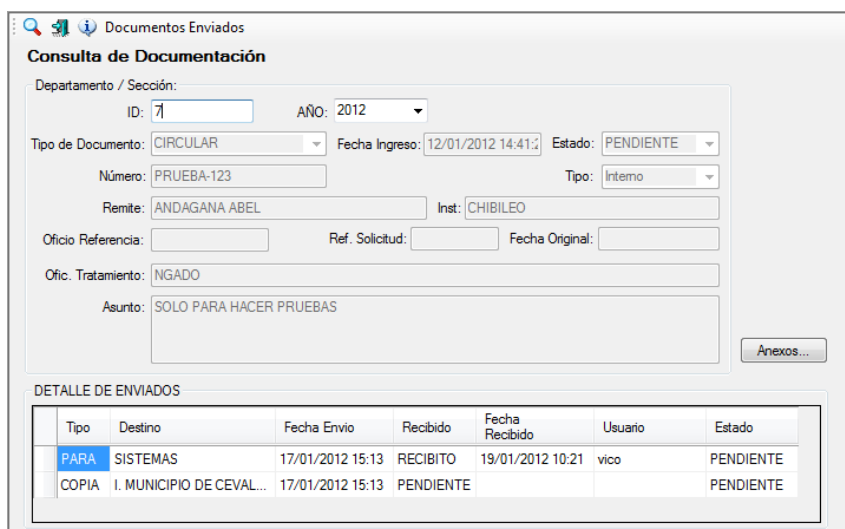 Documentos Enviados
Consulta de Documentación
Departamento / Sección:
ID: 7 AÑO: 2012
Tipo de Documento: CIRCULAR Fecha Ingreso: 12/01/2012 14:41:2 Estado: PENDIENTE
Número: PRUEBA-123 Tipo: Interno
Remite: ANDAGANA ABEL Inst: CHIBILEO
Oficio Referencia: Ref. Solicitud: Fecha Original:
Ofic. Tratamiento: NGADO
Asunto: SOLO PARA HACER PRUEBAS
Anexos...
DETALLE DE ENVIADOS
Tipo Destino Fecha Envio Recibido Fecha Recibido Usuario Estado
PARA SISTEMAS 17/01/2012 15:13 RECIBITO 19/01/2012 10:21 vico PENDIENTE
COPIA I. MUNICIPIO DE CEVAL... 17/01/2012 15:13 PENDIENTE PENDIENTE